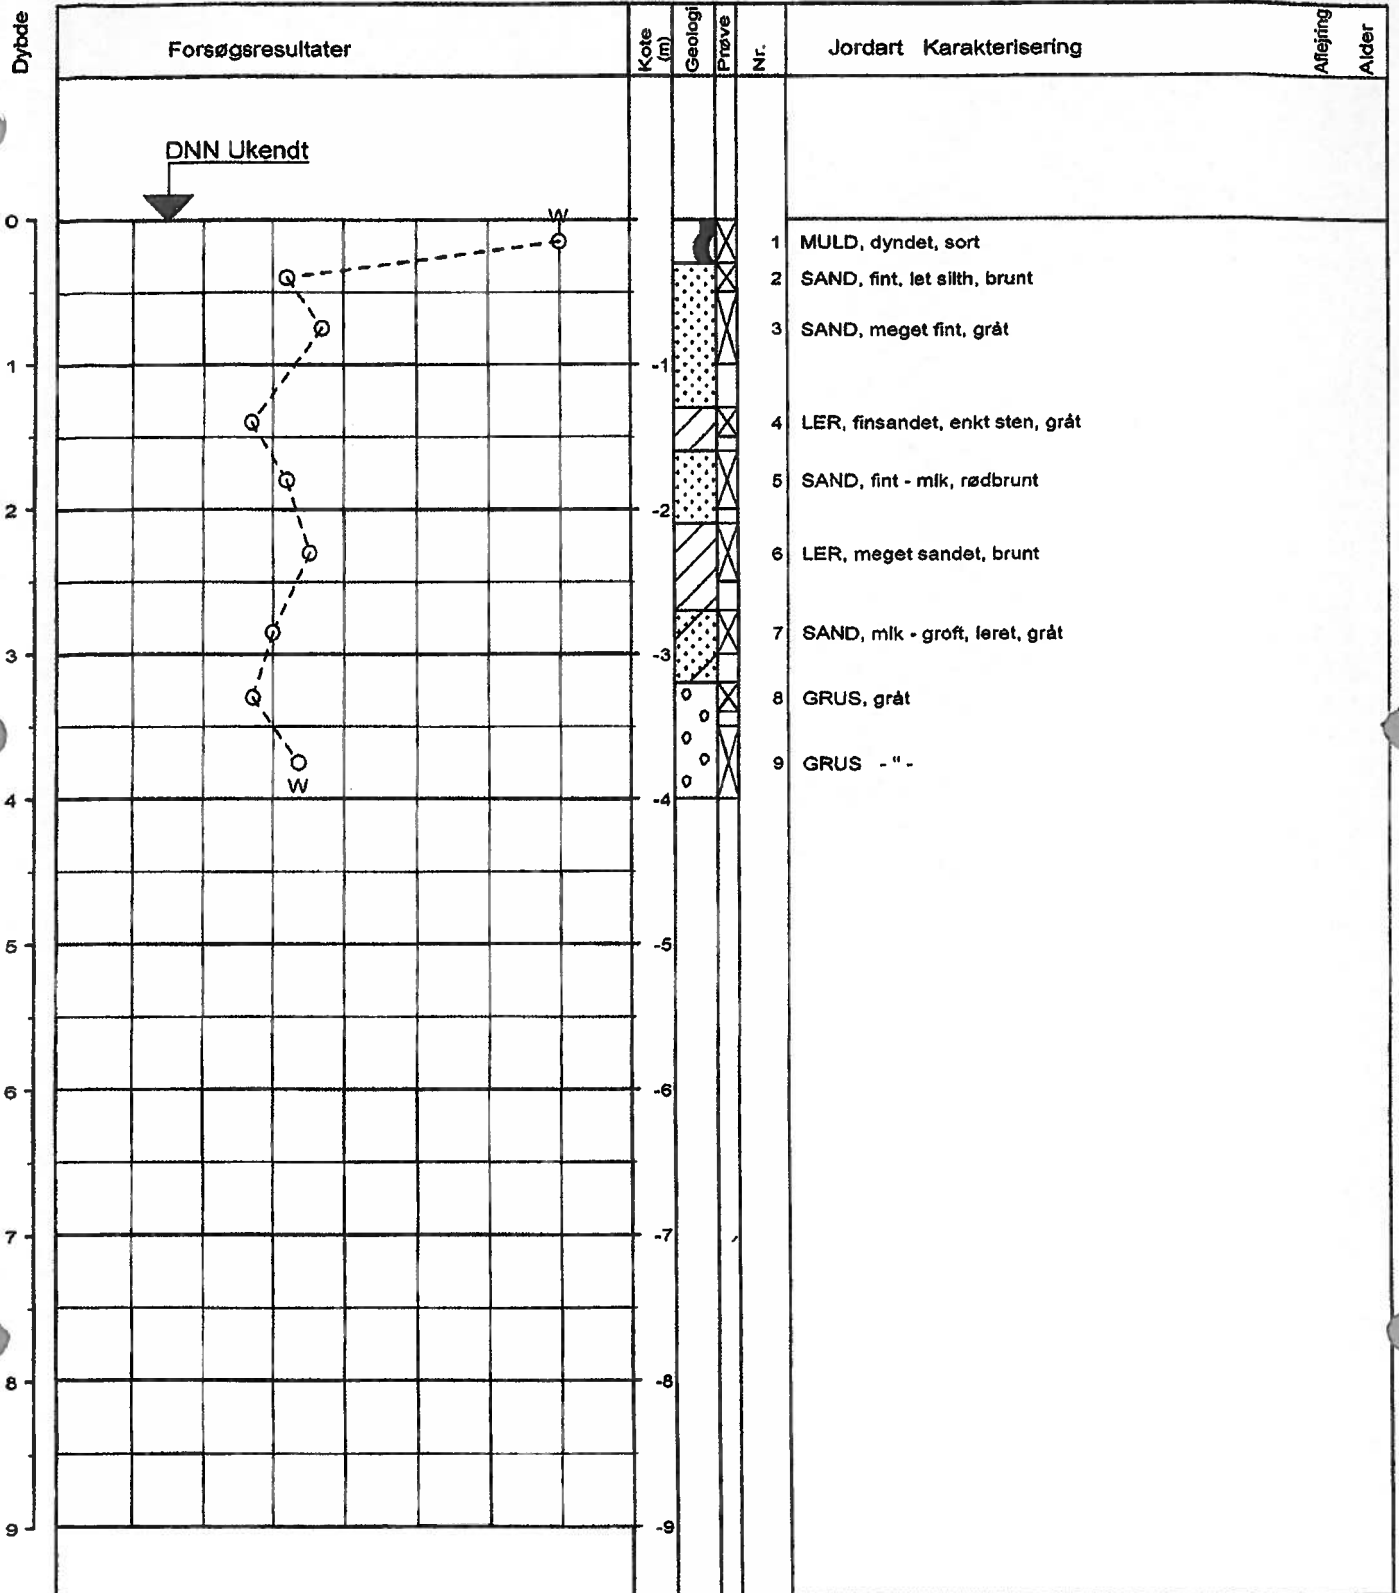 Dybde
Forsøgsresultater
Kote (m)
Geologi
Prøve
Nr.
Jordart Karakterisering
Aflejring
Alder
DNN Ukendt
W
0
1 MULD, dyndet, sort
2 SAND, fint, let silth, brunt
3 SAND, meget fint, gråt
1 -1
4 LER, finsandet, enkt sten, gråt
5 SAND, fint - mlk, rødbrunt
2 -2
6 LER, meget sandet, brunt
7 SAND, mlk - groft, leret, gråt
3 -3
8 GRUS, gråt
9 GRUS - " -
W
4 -4
5 -5
6 -6
7 -7
8 -8
9 -9